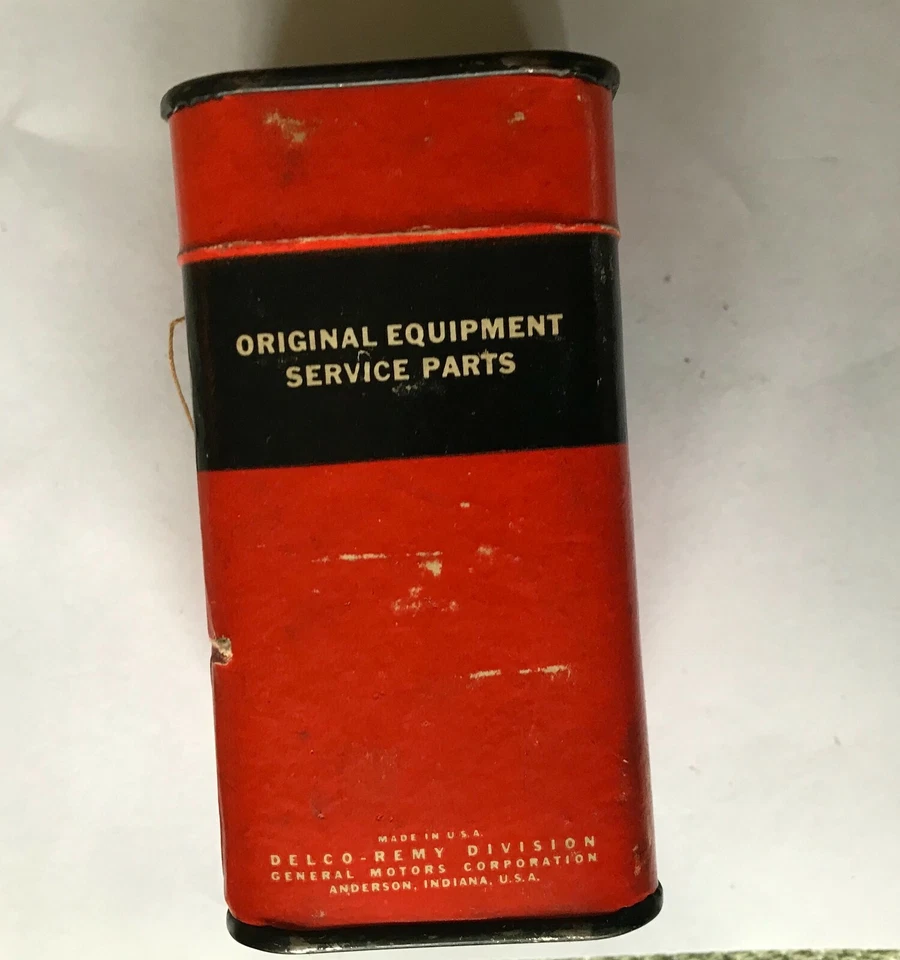 ORIGINAL EQUIPMENT
SERVICE PARTS
MADE IN U.S.A.
DELCO-REMY DIVISION
GENERAL MOTORS CORPORATION
ANDERSON, INDIANA, U.S.A.